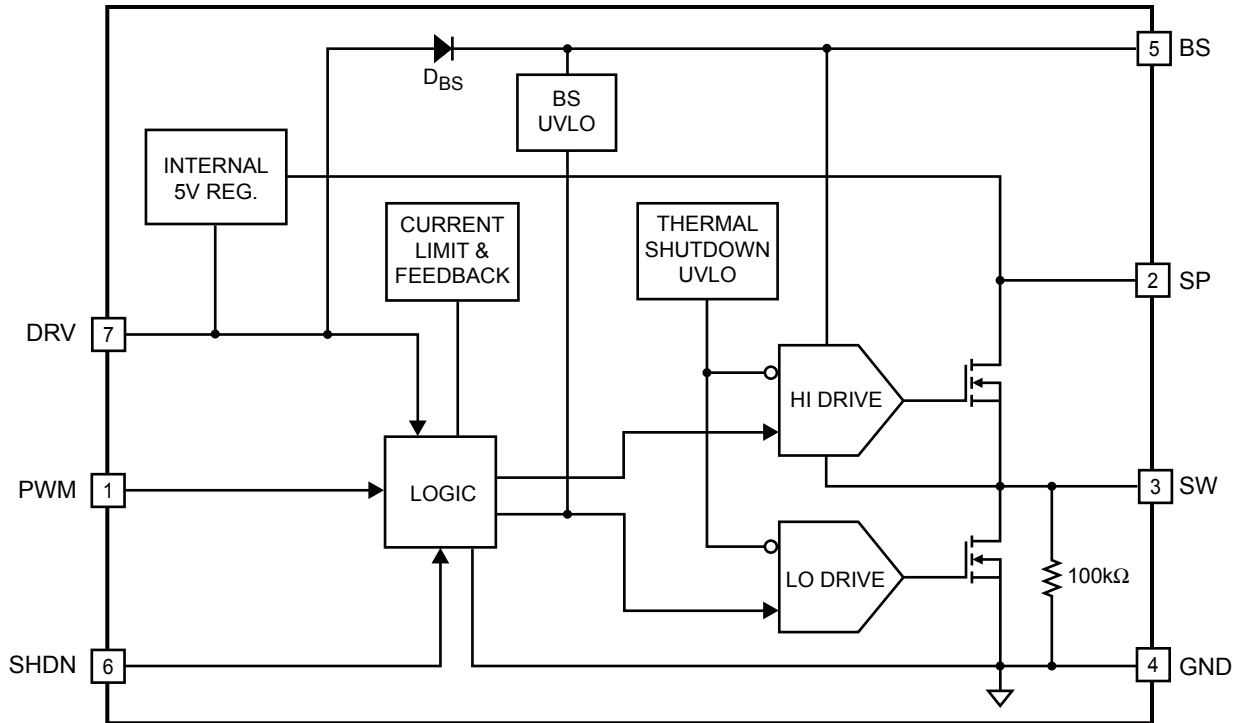 5 BS
D_BS
BS
UVLO
INTERNAL
5V REG.
CURRENT
LIMIT &
FEEDBACK
THERMAL
SHUTDOWN
UVLO
2 SP
DRV 7
HI DRIVE
PWM 1
LOGIC
3 SW
LO DRIVE
100kΩ
SHDN 6
4 GND